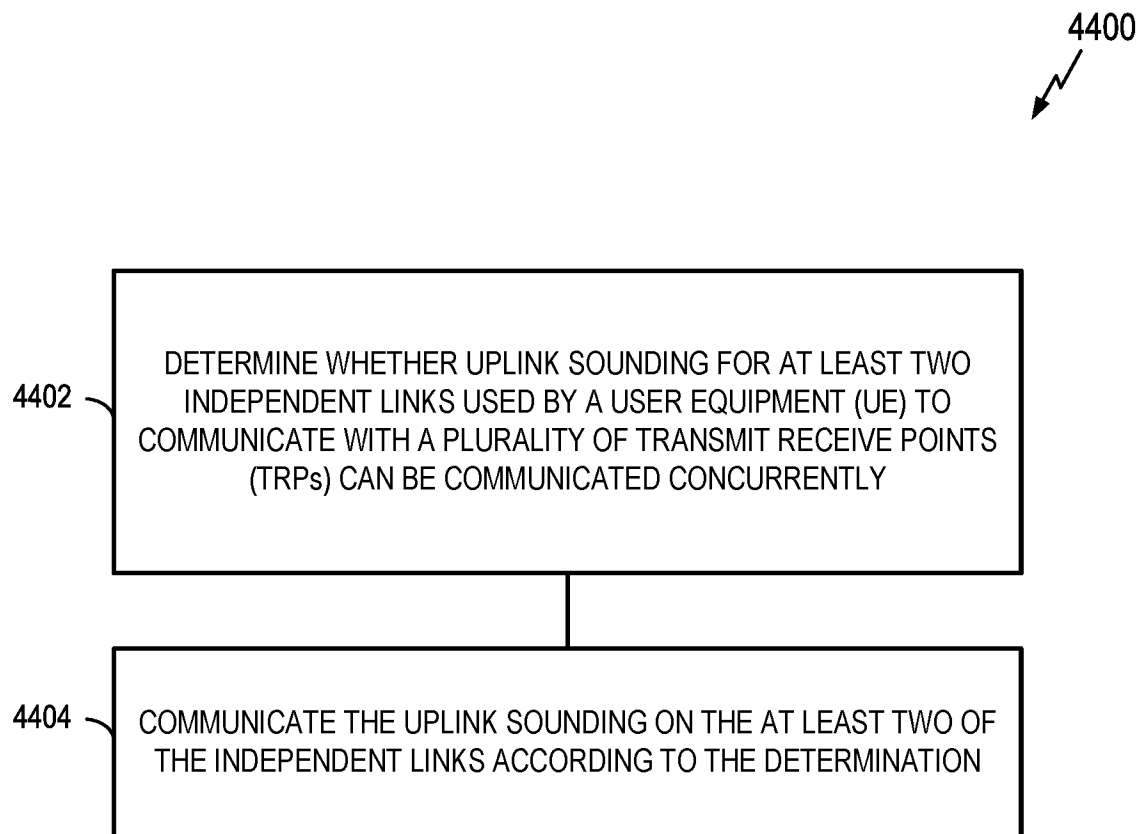 4400
4402
DETERMINE WHETHER UPLINK SOUNDING FOR AT LEAST TWO
INDEPENDENT LINKS USED BY A USER EQUIPMENT (UE) TO
COMMUNICATE WITH A PLURALITY OF TRANSMIT RECEIVE POINTS
(TRPs) CAN BE COMMUNICATED CONCURRENTLY
4404
COMMUNICATE THE UPLINK SOUNDING ON THE AT LEAST TWO OF
THE INDEPENDENT LINKS ACCORDING TO THE DETERMINATION